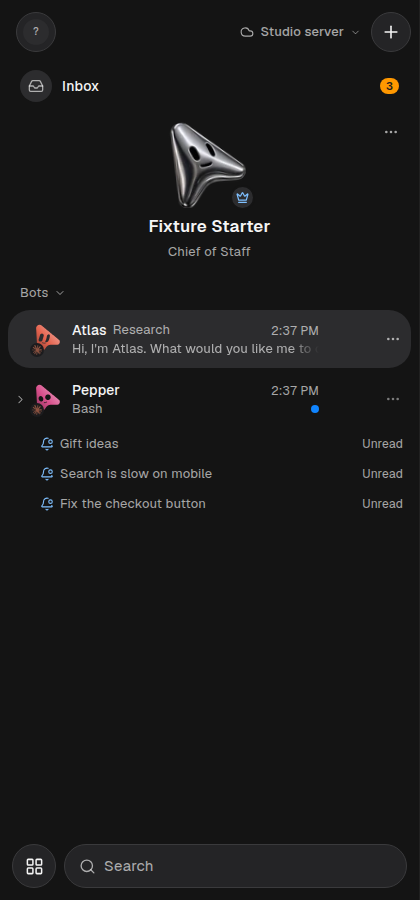 ?
Studio server
Inbox
3
Fixture Starter
Chief of Staff
Bots
Atlas Research 2:37 PM
Hi, I'm Atlas. What would you like me to
Pepper 2:37 PM
Bash
Gift ideas Unread
Search is slow on mobile Unread
Fix the checkout button Unread
Search